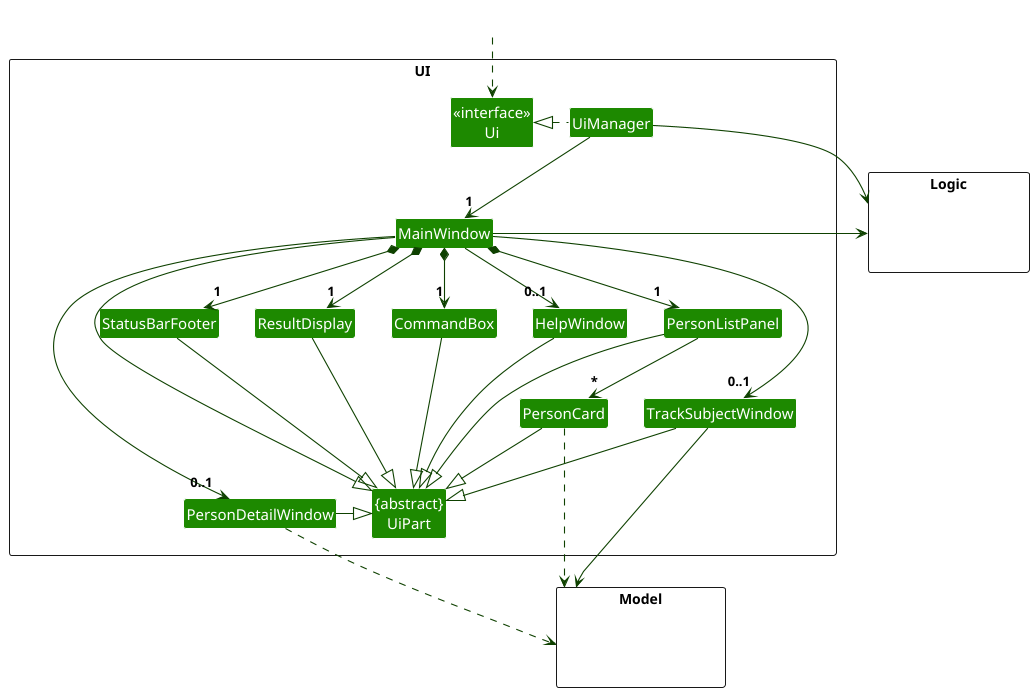 UI
«interface»
Ui
UiManager
Logic
1
MainWindow
1
1
1
0..1
1
StatusBarFooter
ResultDisplay
CommandBox
HelpWindow
PersonListPanel
*
0..1
PersonCard
TrackSubjectWindow
0..1
{abstract}
UiPart
PersonDetailWindow
Model